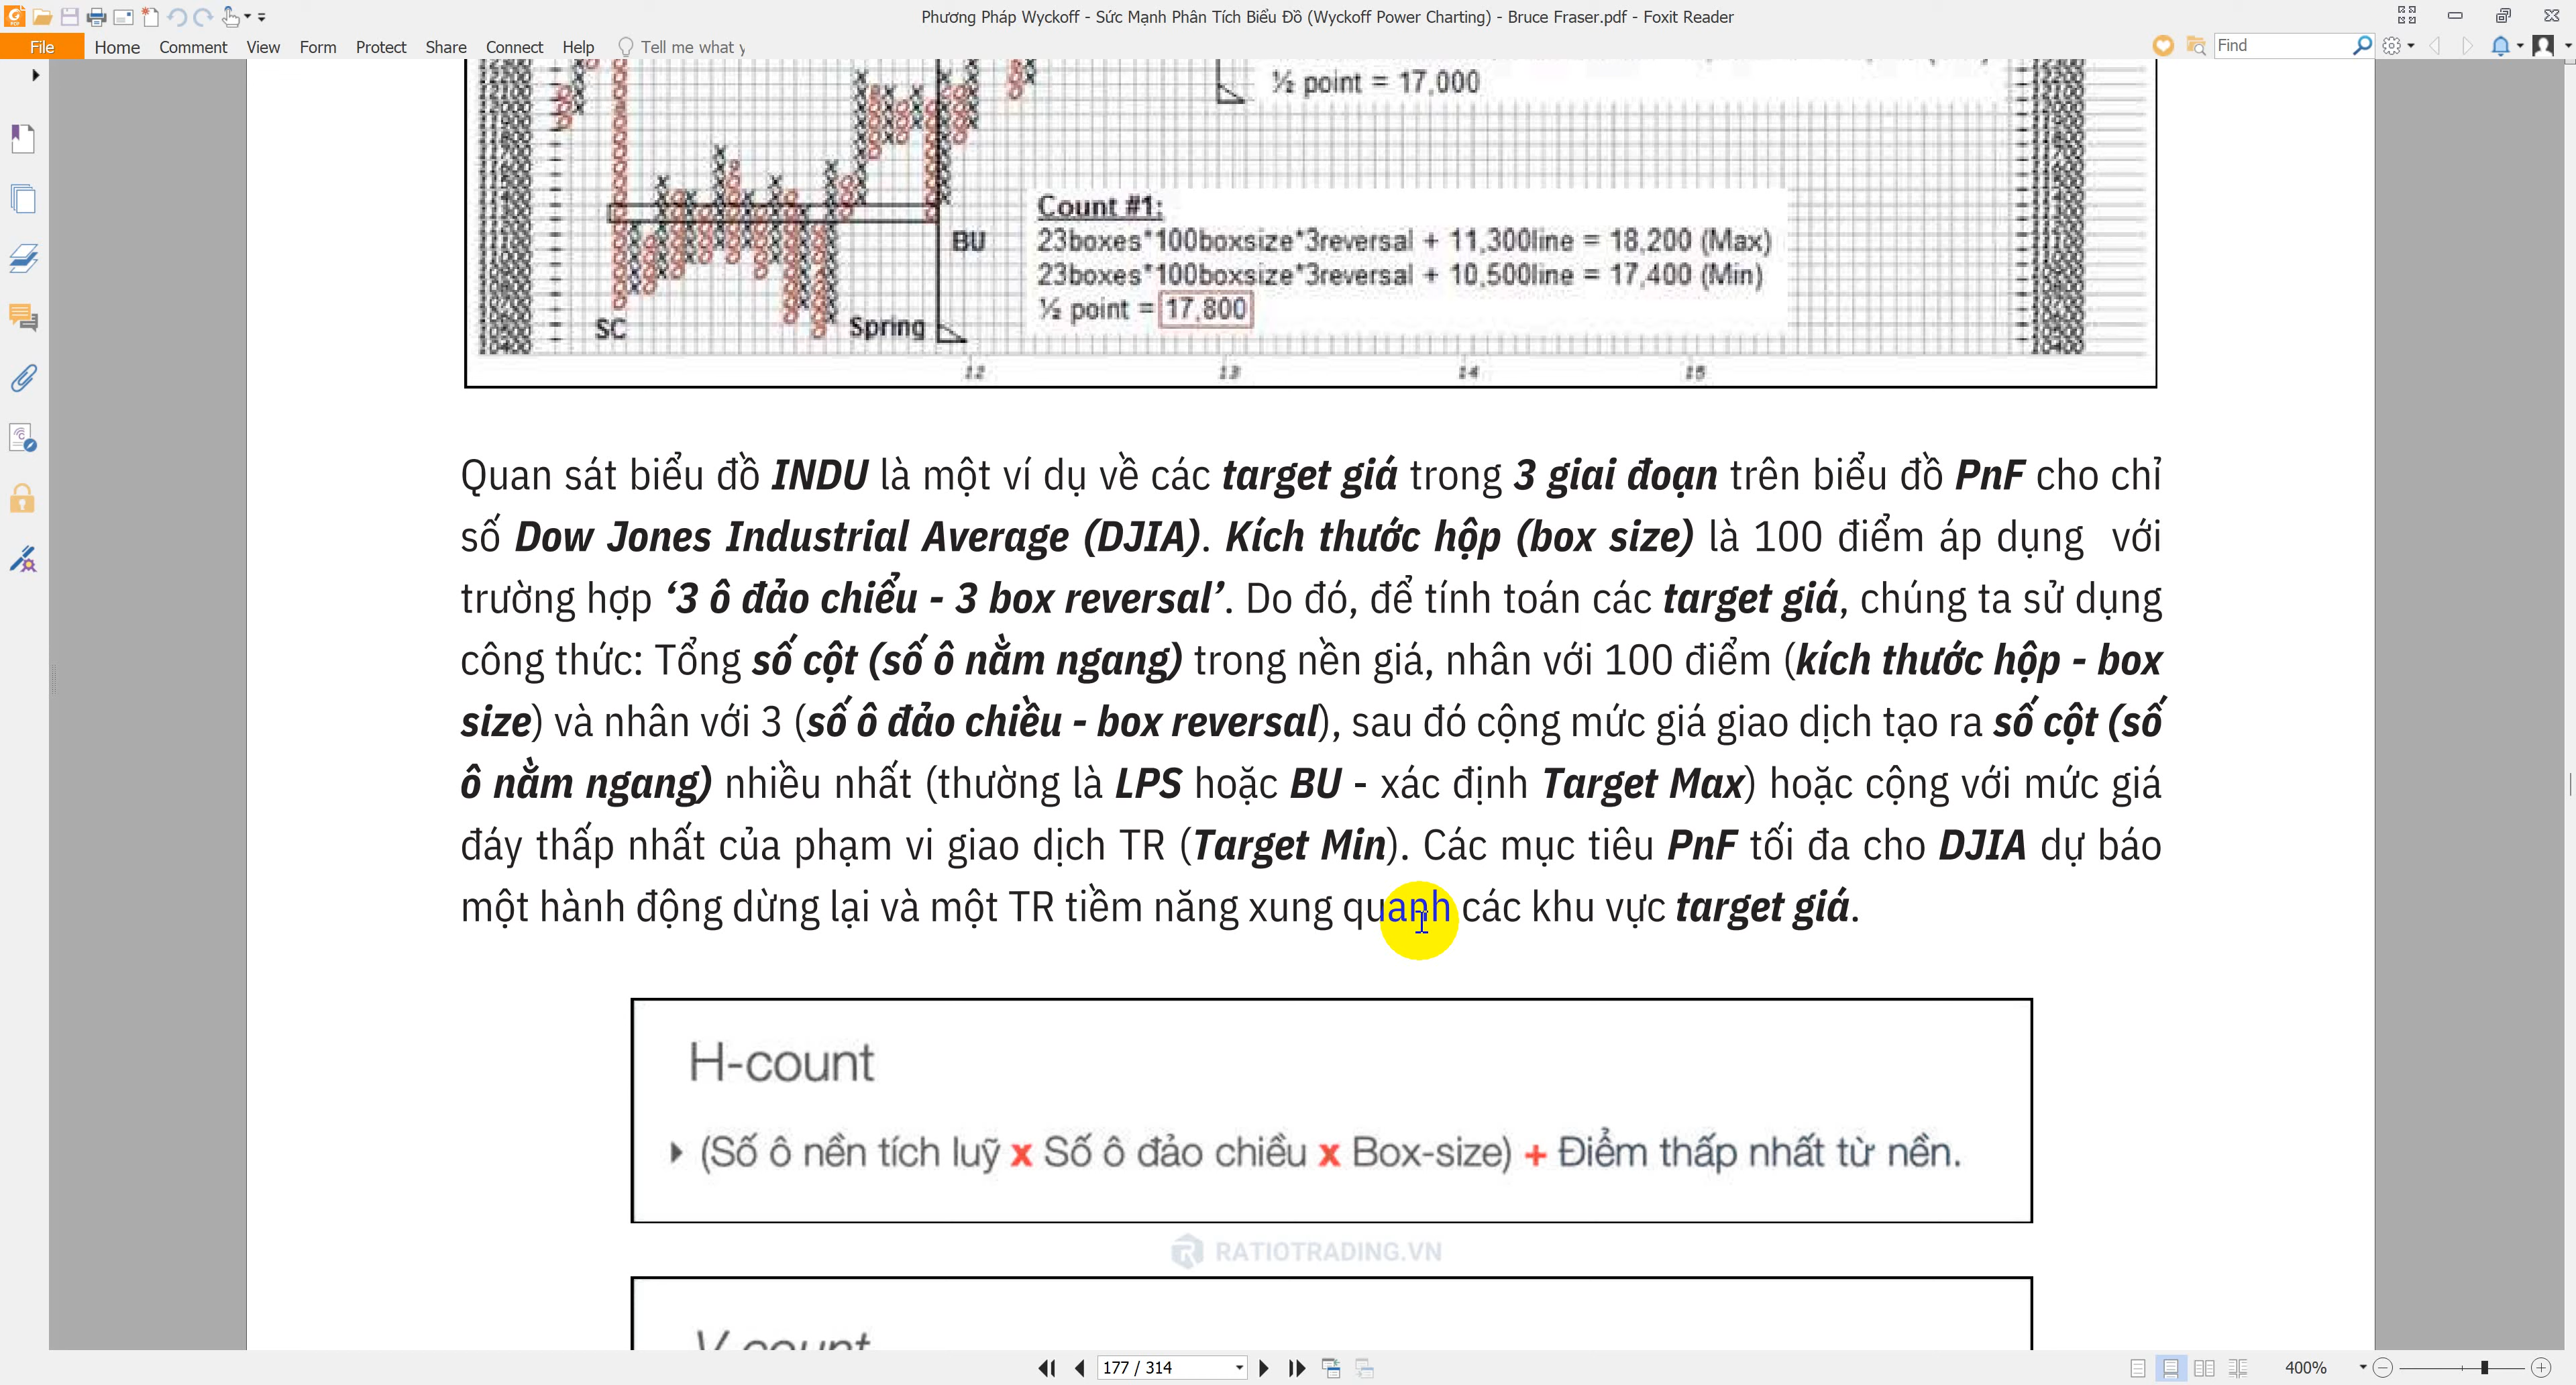 Phương Pháp Wyckoff - Sức Mạnh Phân Tích Biểu Đồ (Wyckoff Power Charting) - Bruce Fraser.pdf - Foxit Reader
File Home Comment View Form Protect Share Connect Help Tell me what y
Find
½ point = 17,000
Count #1:
23boxes*100boxsize*3reversal + 11,300line = 18,200 (Max)
BU
23boxes*100boxsize*3reversal + 10,500line = 17,400 (Min)
½ point = 17,800
SC
Spring
12 13 14 15
Quan sát biểu đồ INDU là một ví dụ về các target giá trong 3 giai đoạn trên biểu đồ PnF cho chỉ
số Dow Jones Industrial Average (DJIA). Kích thước hộp (box size) là 100 điểm áp dụng với
trường hợp ‘3 ô đảo chiểu - 3 box reversal’. Do đó, để tính toán các target giá, chúng ta sử dụng
công thức: Tổng số cột (số ô nằm ngang) trong nền giá, nhân với 100 điểm (kích thước hộp - box
size) và nhân với 3 (số ô đảo chiều - box reversal), sau đó cộng mức giá giao dịch tạo ra số cột (số
ô nằm ngang) nhiều nhất (thường là LPS hoặc BU - xác định Target Max) hoặc cộng với mức giá
đáy thấp nhất của phạm vi giao dịch TR (Target Min). Các mục tiêu PnF tối đa cho DJIA dự báo
một hành động dừng lại và một TR tiềm năng xung quanh các khu vực target giá.
H-count
(Số ô nền tích luỹ x Số ô đảo chiều x Box-size) + Điểm thấp nhất từ nền.
RATIOTRADING.VN
V-count
177 / 314
400%